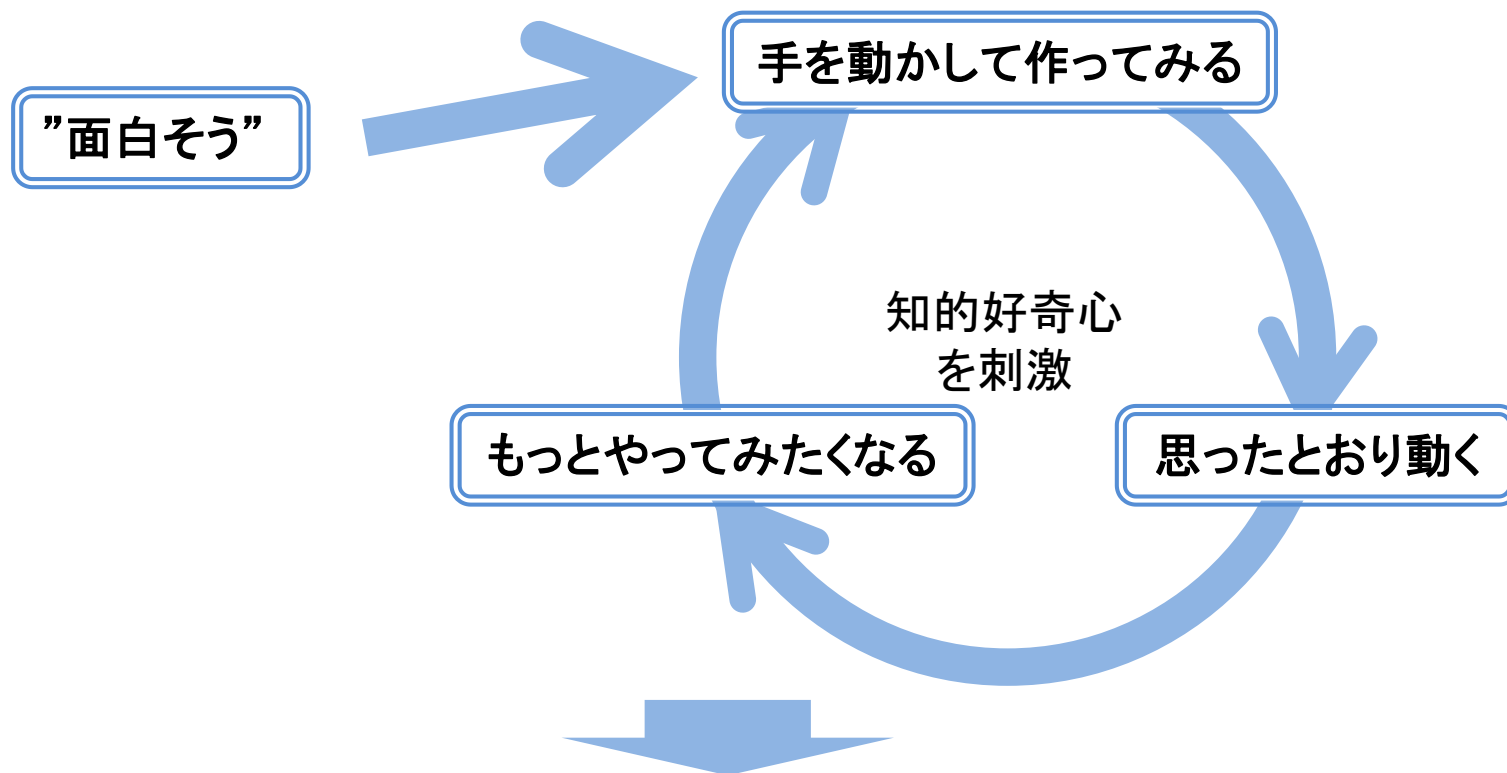 ”面白そう”
手を動かして作ってみる
知的好奇心
を刺激
もっとやってみたくなる
思ったとおり動く